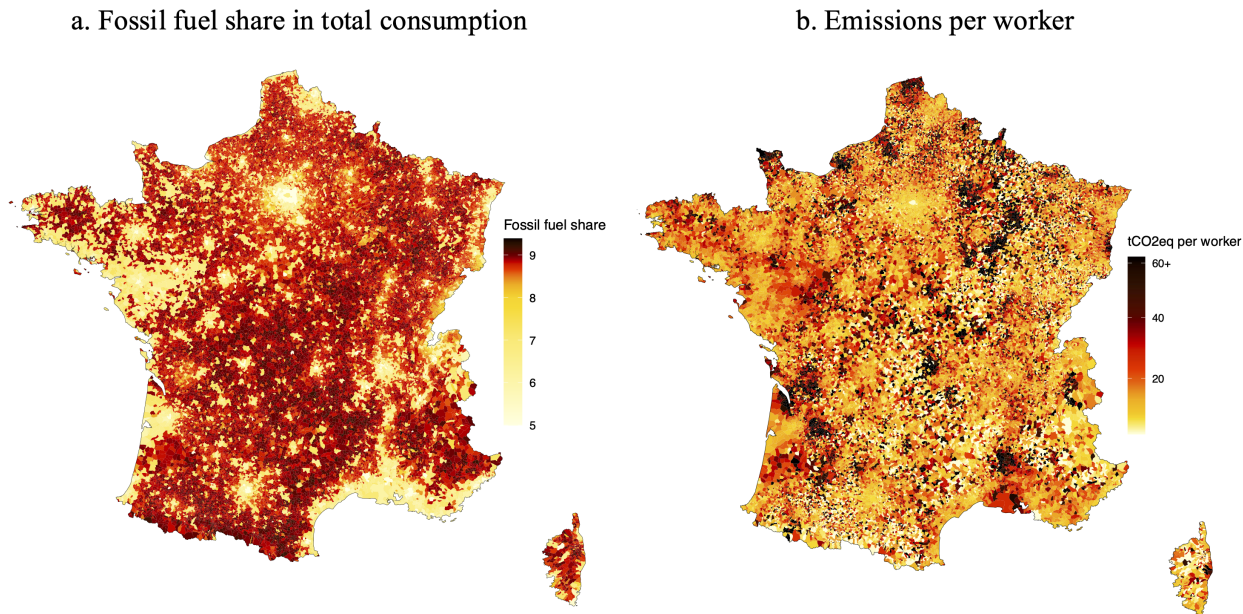 a. Fossil fuel share in total consumption
b. Emissions per worker
Fossil fuel share
9
8
7
6
5
tCO2eq per worker
60+
40
20